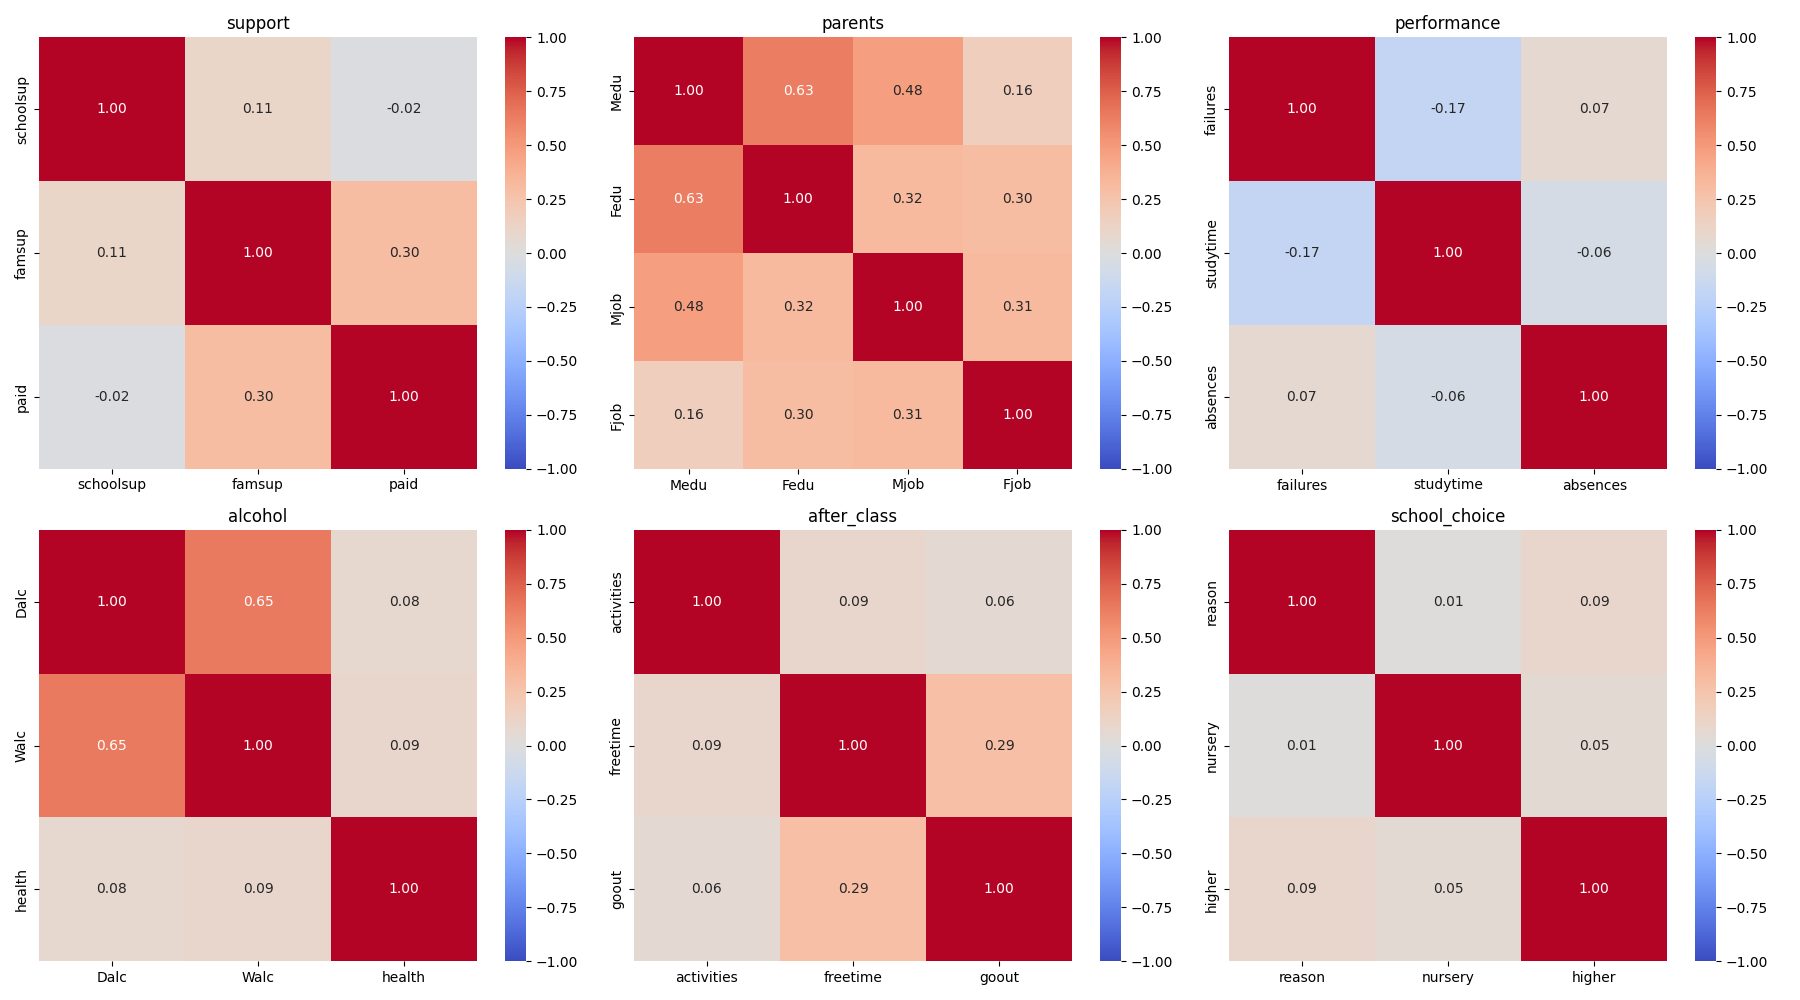 support
schoolsup
famsup
paid
1.00 0.11 -0.02
0.11 1.00 0.30
-0.02 0.30 1.00
schoolsup famsup paid
1.00
0.75
0.50
0.25
0.00
−0.25
−0.50
−0.75
−1.00
parents
Medu
Fedu
Mjob
Fjob
1.00 0.63 0.48 0.16
0.63 1.00 0.32 0.30
0.48 0.32 1.00 0.31
0.16 0.30 0.31 1.00
Medu Fedu Mjob Fjob
1.00
0.75
0.50
0.25
0.00
−0.25
−0.50
−0.75
−1.00
performance
failures
studytime
absences
1.00 -0.17 0.07
-0.17 1.00 -0.06
0.07 -0.06 1.00
failures studytime absences
1.00
0.75
0.50
0.25
0.00
−0.25
−0.50
−0.75
−1.00
alcohol
Dalc
Walc
health
1.00 0.65 0.08
0.65 1.00 0.09
0.08 0.09 1.00
Dalc Walc health
1.00
0.75
0.50
0.25
0.00
−0.25
−0.50
−0.75
−1.00
after_class
activities
freetime
goout
1.00 0.09 0.06
0.09 1.00 0.29
0.06 0.29 1.00
activities freetime goout
1.00
0.75
0.50
0.25
0.00
−0.25
−0.50
−0.75
−1.00
school_choice
reason
nursery
higher
1.00 0.01 0.09
0.01 1.00 0.05
0.09 0.05 1.00
reason nursery higher
1.00
0.75
0.50
0.25
0.00
−0.25
−0.50
−0.75
−1.00